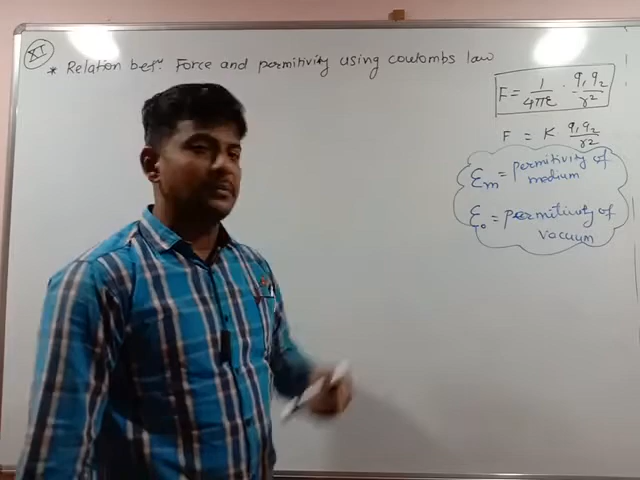 XI
* Relation betn. Force and permitivity using coulombs law
F = 1/4πε · q1q2/r2
F = K q1q2/r2
εm = permitivity of
medium
ε0 = permitivity of
vacuum